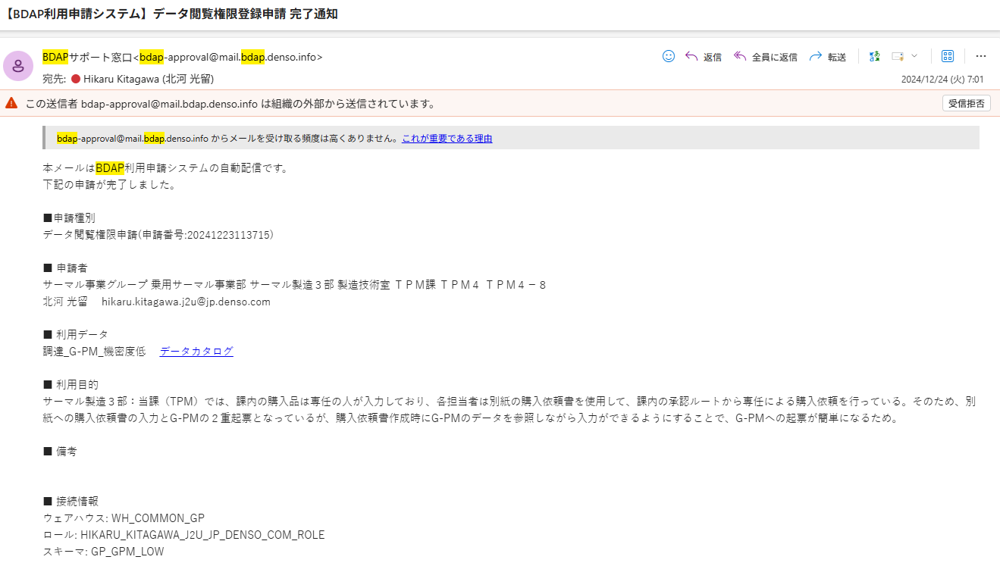 【BDAP利用申請システム】データ閲覧権限登録申請 完了通知
BDAPサポート窓口<bdap-approval@mail.bdap.denso.info>
返信 全員に返信 転送
宛先: Hikaru Kitagawa (北河 光留)
2024/12/24 (火) 7:01
この送信者 bdap-approval@mail.bdap.denso.info は組織の外部から送信されています。
受信拒否
bdap-approval@mail.bdap.denso.info からメールを受け取る頻度は高くありません。これが重要である理由
本メールはBDAP利用申請システムの自動配信です。
下記の申請が完了しました。
■申請種別
データ閲覧権限申請(申請番号:20241223113715)
■ 申請者
サーマル事業グループ 乗用サーマル事業部 サーマル製造３部 製造技術室 ＴＰＭ課 ＴＰＭ４ ＴＰＭ４－８
北河 光留 hikaru.kitagawa.j2u@jp.denso.com
■ 利用データ
調達_G-PM_機密度低 データカタログ
■ 利用目的
サーマル製造３部：当課（TPM）では、課内の購入品は専任の人が入力しており、各担当者は別紙の購入依頼書を使用して、課内の承認ルートから専任による購入依頼を行っている。そのため、別
紙への購入依頼書の入力とG-PMの２重起票となっているが、購入依頼書作成時にG-PMのデータを参照しながら入力ができるようにすることで、G-PMへの起票が簡単になるため。
■ 備考
■ 接続情報
ウェアハウス: WH_COMMON_GP
ロール: HIKARU_KITAGAWA_J2U_JP_DENSO_COM_ROLE
スキーマ: GP_GPM_LOW